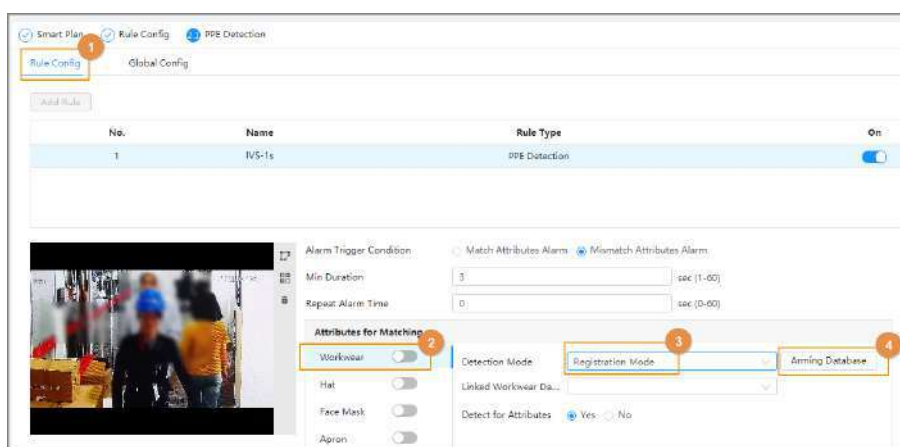 Smart Plan Rule Config 2.1 PPE Detection
1
Rule Config Global Config
Add Rule
No. Name Rule Type On
1 IVS-1s PPE Detection
Alarm Trigger Condition Match Attributes Alarm Mismatch Attributes Alarm
Min Duration 3 sec (1-60)
Repeat Alarm Time 0 sec (0-60)
Attributes for Matching
2 3 4
Workwear Detection Mode Registration Mode Arming Database
Hat Linked Workwear Da...
Face Mask Detect for Attributes Yes No
Apron